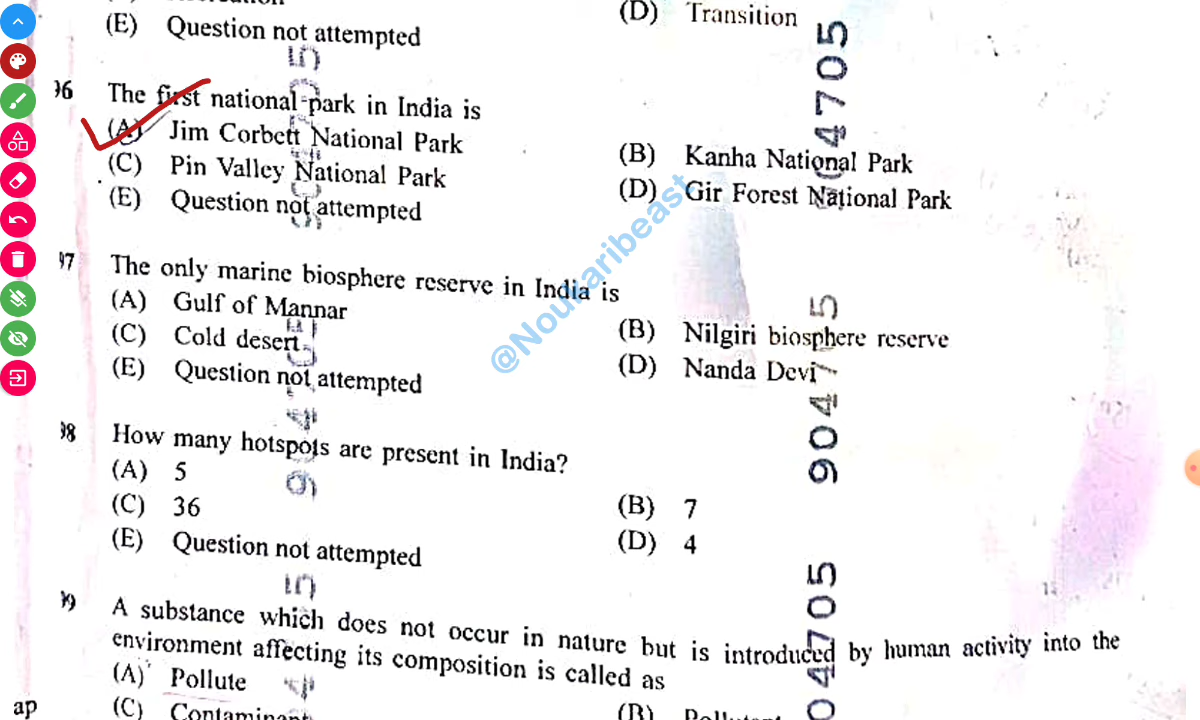 (E) Question not attempted
(D) Transition
96 The first national park in India is
(A) Jim Corbett National Park
(B) Kanha National Park
(C) Pin Valley National Park
(D) Gir Forest National Park
(E) Question not attempted
97 The only marine biosphere reserve in India is
(A) Gulf of Mannar
(B) Nilgiri biosphere reserve
(C) Cold desert
(D) Nanda Devi
(E) Question not attempted
98 How many hotspots are present in India?
(A) 5
(B) 7
(C) 36
(D) 4
(E) Question not attempted
99 A substance which does not occur in nature but is introduced by human activity into the
environment affecting its composition is called as
(A) Pollute
(B) Pollutant
(C) Contaminant
ap